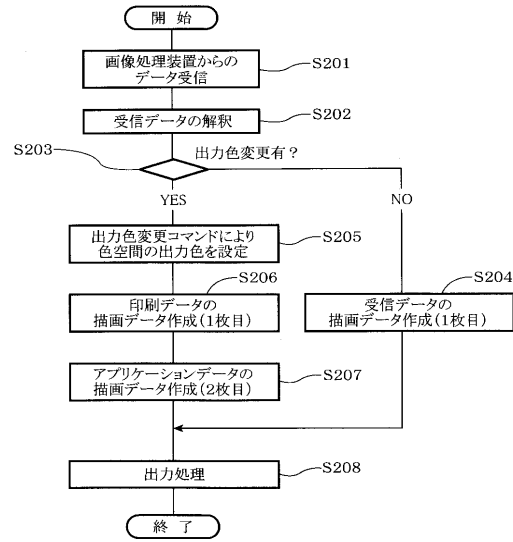 開 始
画像処理装置からの
データ受信
S201
受信データの解釈
S202
S203
出力色変更有？
YES
NO
出力色変更コマンドにより
色空間の出力色を設定
S205
S206
印刷データの
描画データ作成(1枚目)
S204
受信データの
描画データ作成(1枚目)
アプリケーションデータの
描画データ作成(2枚目)
S207
出力処理
S208
終 了